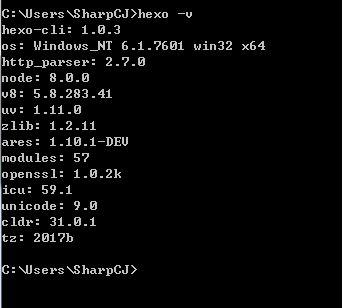 C:\Users\SharpCJ>hexo -v
hexo-cli: 1.0.3
os: Windows_NT 6.1.7601 win32 x64
http_parser: 2.7.0
node: 8.0.0
v8: 5.8.283.41
uv: 1.11.0
zlib: 1.2.11
ares: 1.10.1-DEV
modules: 57
openssl: 1.0.2k
icu: 59.1
unicode: 9.0
cldr: 31.0.1
tz: 2017b
C:\Users\SharpCJ>